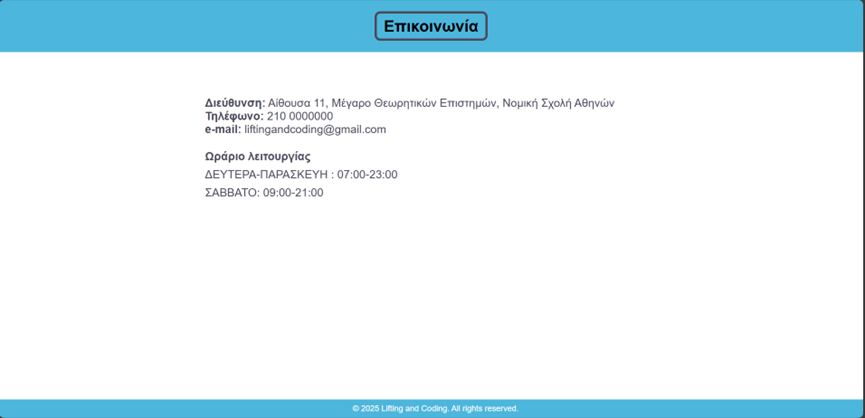 Επικοινωνία
Διεύθυνση: Αίθουσα 11, Μέγαρο Θεωρητικών Επιστημών, Νομική Σχολή Αθηνών
Τηλέφωνο: 210 0000000
e-mail: liftingandcoding@gmail.com
Ωράριο λειτουργίας
ΔΕΥΤΕΡΑ-ΠΑΡΑΣΚΕΥΗ : 07:00-23:00
ΣΑΒΒΑΤΟ: 09:00-21:00
© 2025 Lifting and Coding. All rights reserved.